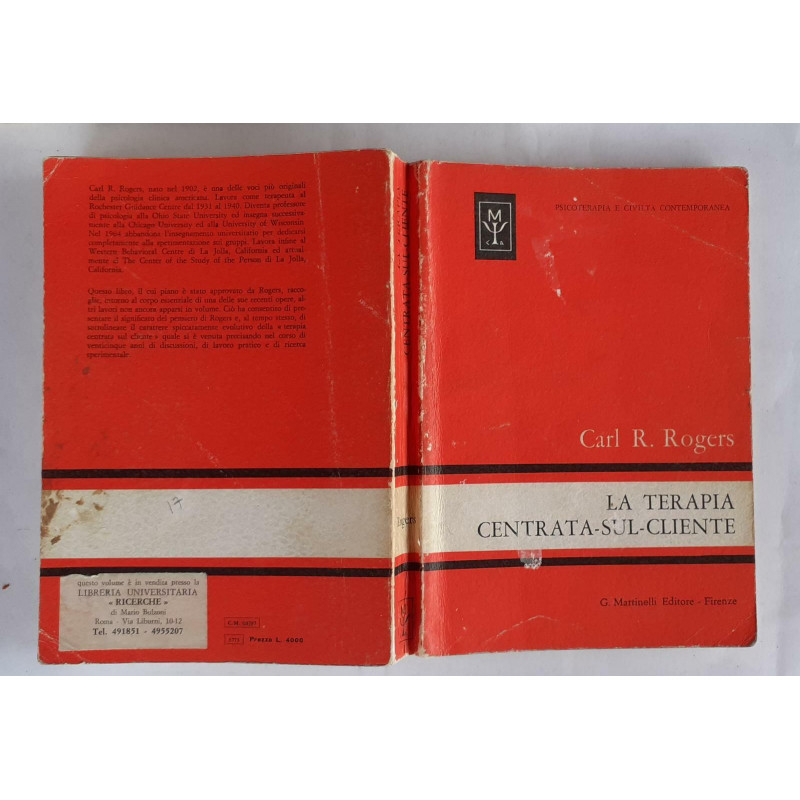 Carl R. Rogers, nato nel 1902, è una delle voci più originali
della psicologia clinica americana. Lavora come terapeuta al
Rochester Guidance Center dal 1931 al 1940. Diventa professore
di psicologia alla Ohio State University ed insegna successiva-
mente alla Chicago University ed alla University of Wisconsin.
Nel 1964 abbandona l'insegnamento universitario per dedicarsi
completamente alla sperimentazione sui gruppi. Lavora infine al
Western Behavioral Center di La Jolla, California ed attual-
mente al The Center of the Study of the Person di La Jolla,
California.
Questo libro, il cui piano è stato approvato da Rogers, racco-
glie, intorno al corpo essenziale di una delle sue recenti opere, al-
tri lavori non ancora apparsi in volume. Ciò ha consentito di pre-
sentare il significato del pensiero di Rogers e, al tempo stesso, di
sottolineare il carattere spiccatamente evolutivo della « terapia
centrata sul cliente » quale si è venuta precisando nel corso di
venticinque anni di discussioni, di lavoro pratico e di ricerca
sperimentale
17
questo volume è in vendita presso la
LIBRERIA UNIVERSITARIA
« RICERCHE »
di Mario Bulzoni
Roma - Via Liburni, 10-12
Tel. 491851 - 4955207
Prezzo L. 4000
CENTRATA-SUL-CLIENTE
Rogers
M
PSICOTERAPIA E CIVILTÀ CONTEMPORANEA
Carl R. Rogers
LA TERAPIA
CENTRATA-SUL-CLIENTE
G. Martinelli Editore - Firenze